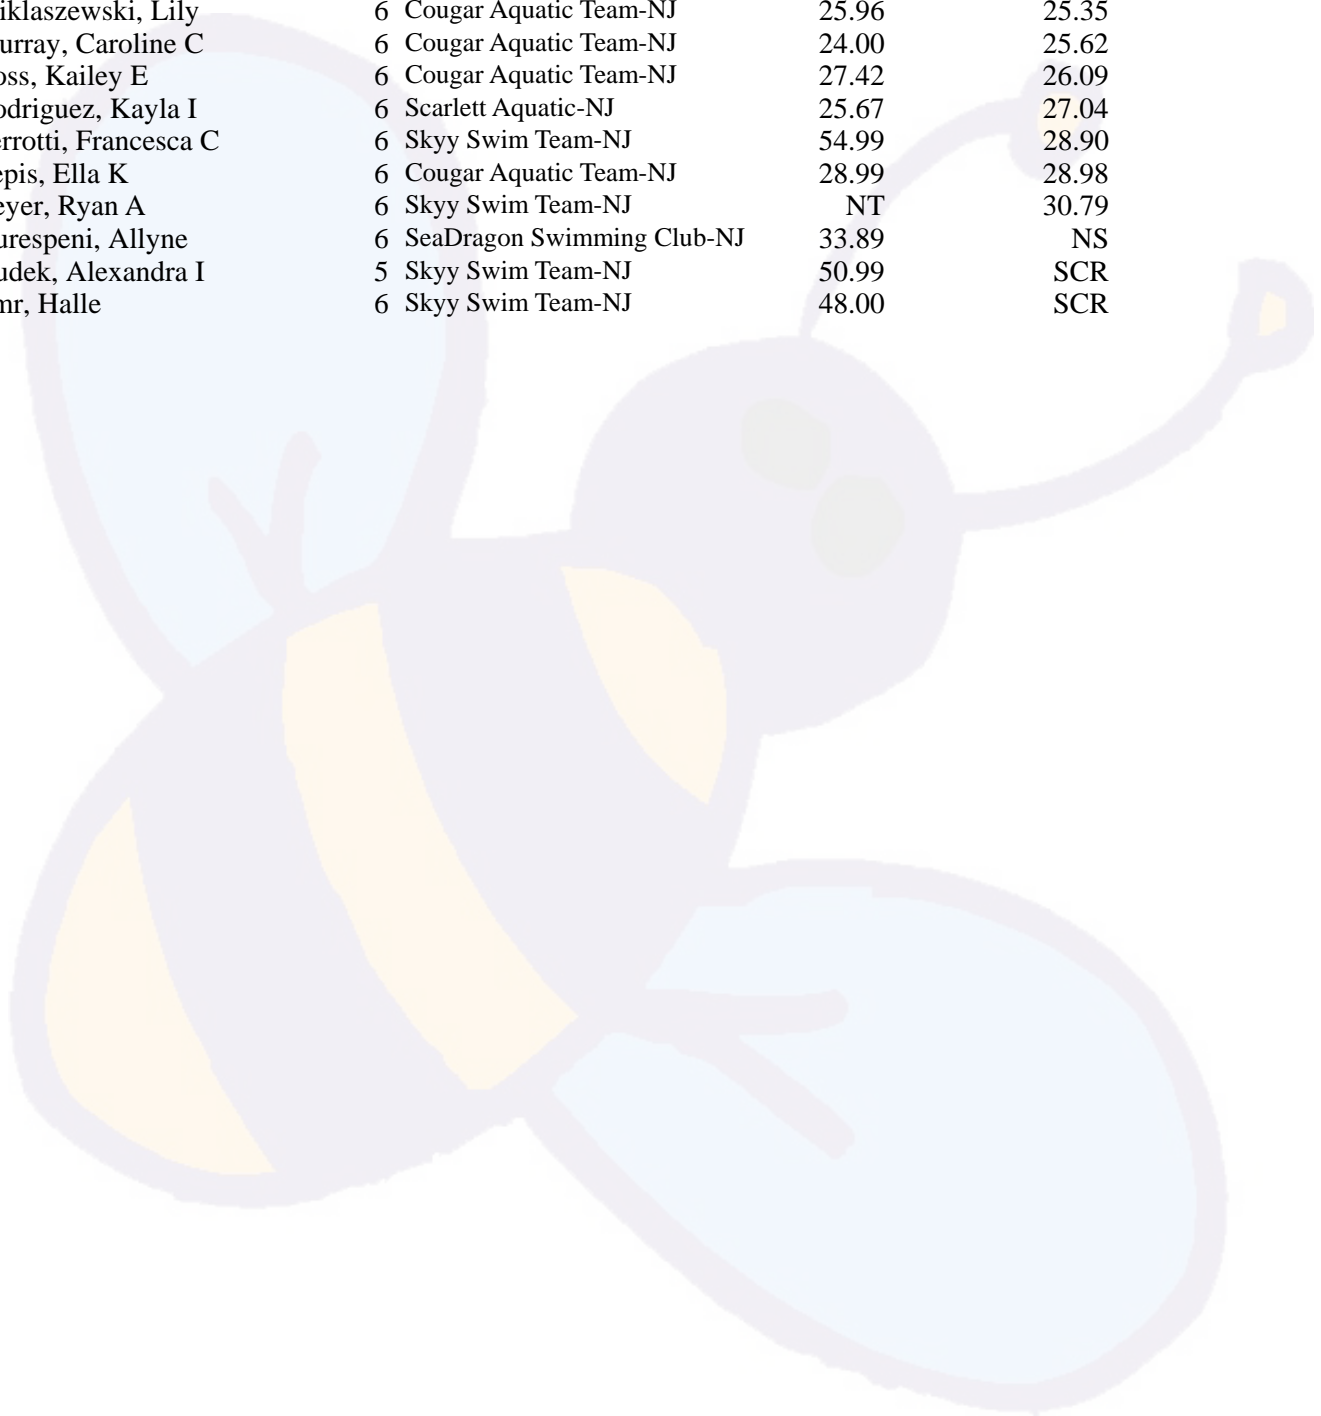 iklaszewski, Lily 6 Cougar Aquatic Team-NJ 25.96 25.35
urray, Caroline C 6 Cougar Aquatic Team-NJ 24.00 25.62
oss, Kailey E 6 Cougar Aquatic Team-NJ 27.42 26.09
odriguez, Kayla I 6 Scarlett Aquatic-NJ 25.67 27.04
errotti, Francesca C 6 Skyy Swim Team-NJ 54.99 28.90
epis, Ella K 6 Cougar Aquatic Team-NJ 28.99 28.98
eyer, Ryan A 6 Skyy Swim Team-NJ NT 30.79
urespeni, Allyne 6 SeaDragon Swimming Club-NJ 33.89 NS
udek, Alexandra I 5 Skyy Swim Team-NJ 50.99 SCR
mr, Halle 6 Skyy Swim Team-NJ 48.00 SCR